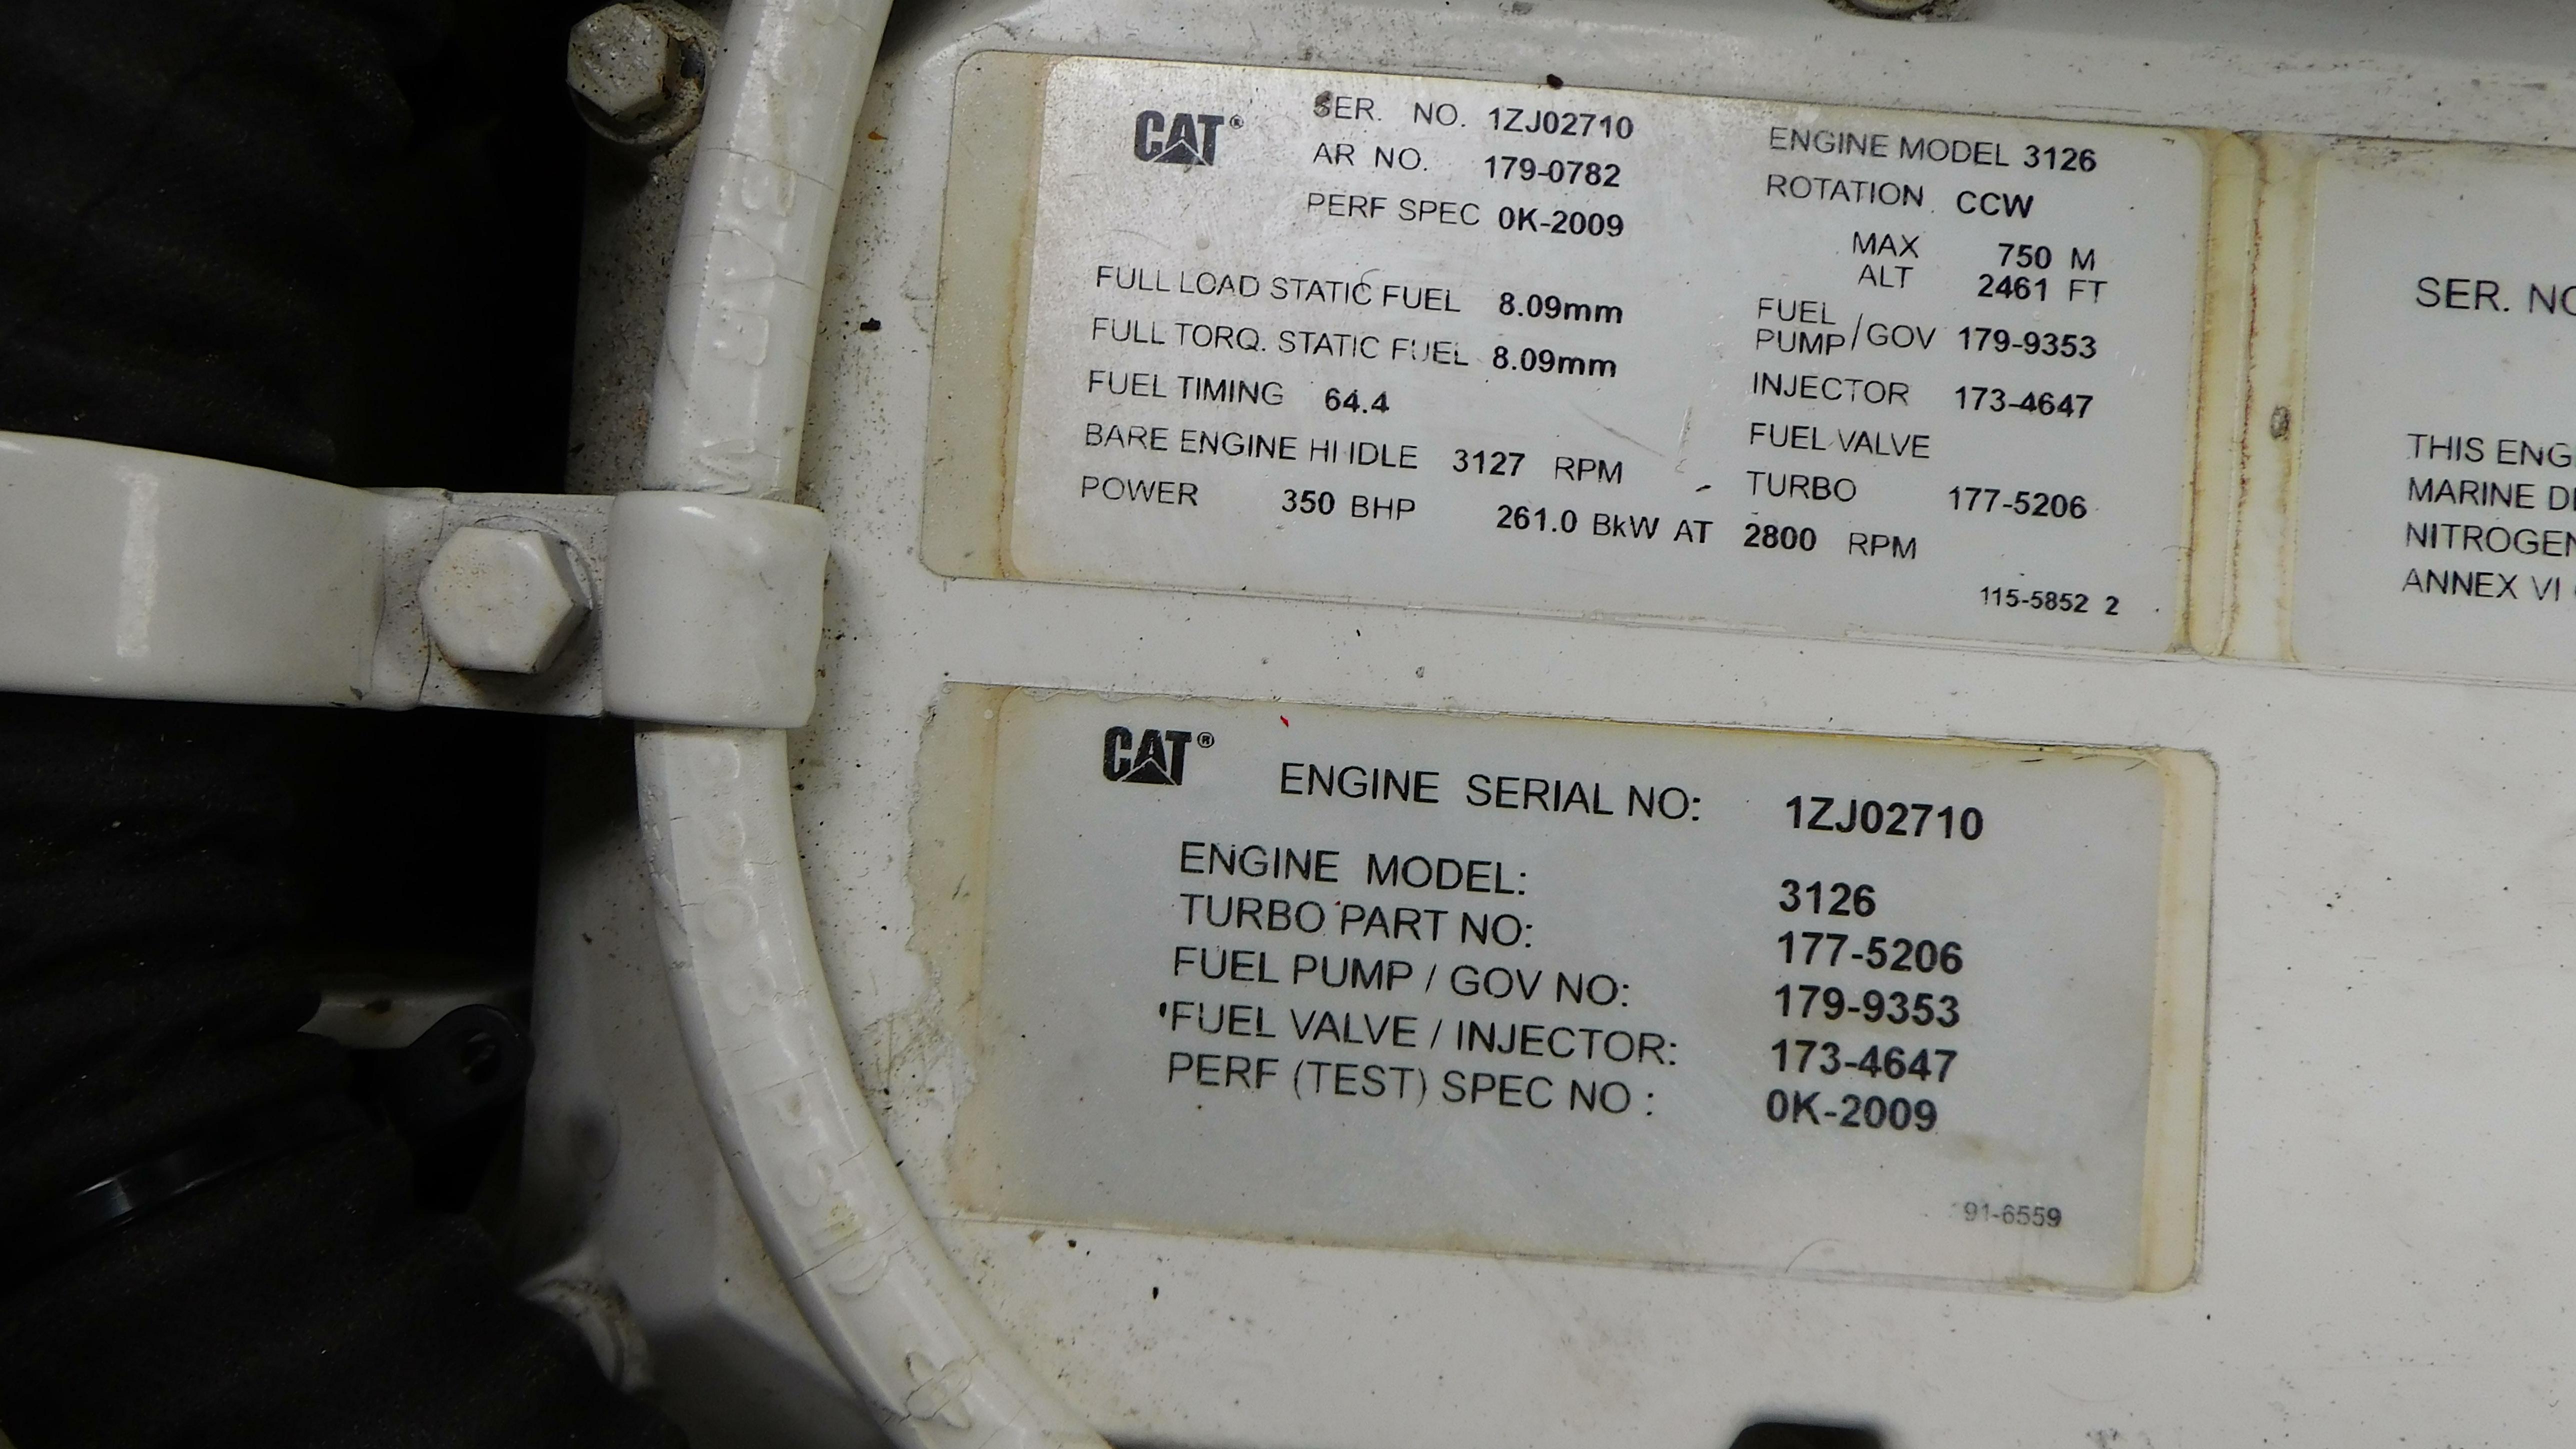 CAT®
SER. NO. 1ZJ02710
AR NO. 179-0782
PERF SPEC 0K-2009
ENGINE MODEL 3126
ROTATION CCW
MAX ALT 750 M
2461 FT
FULL LOAD STATIC FUEL 8.09mm
FULL TORQ. STATIC FUEL 8.09mm
FUEL TIMING 64.4
BARE ENGINE HI IDLE 3127 RPM
POWER 350 BHP 261.0 BkW AT 2800 RPM
FUEL PUMP/GOV 179-9353
INJECTOR 173-4647
FUEL VALVE
TURBO 177-5206
115-5852 2
SER. NO
THIS ENG
MARINE
NITROGEN
ANNEX VI
CAT®
ENGINE SERIAL NO: 1ZJ02710
ENGINE MODEL: 3126
TURBO PART NO: 177-5206
FUEL PUMP / GOV NO: 179-9353
FUEL VALVE / INJECTOR: 173-4647
PERF (TEST) SPEC NO : 0K-2009
91-6559
BAR W
PSI